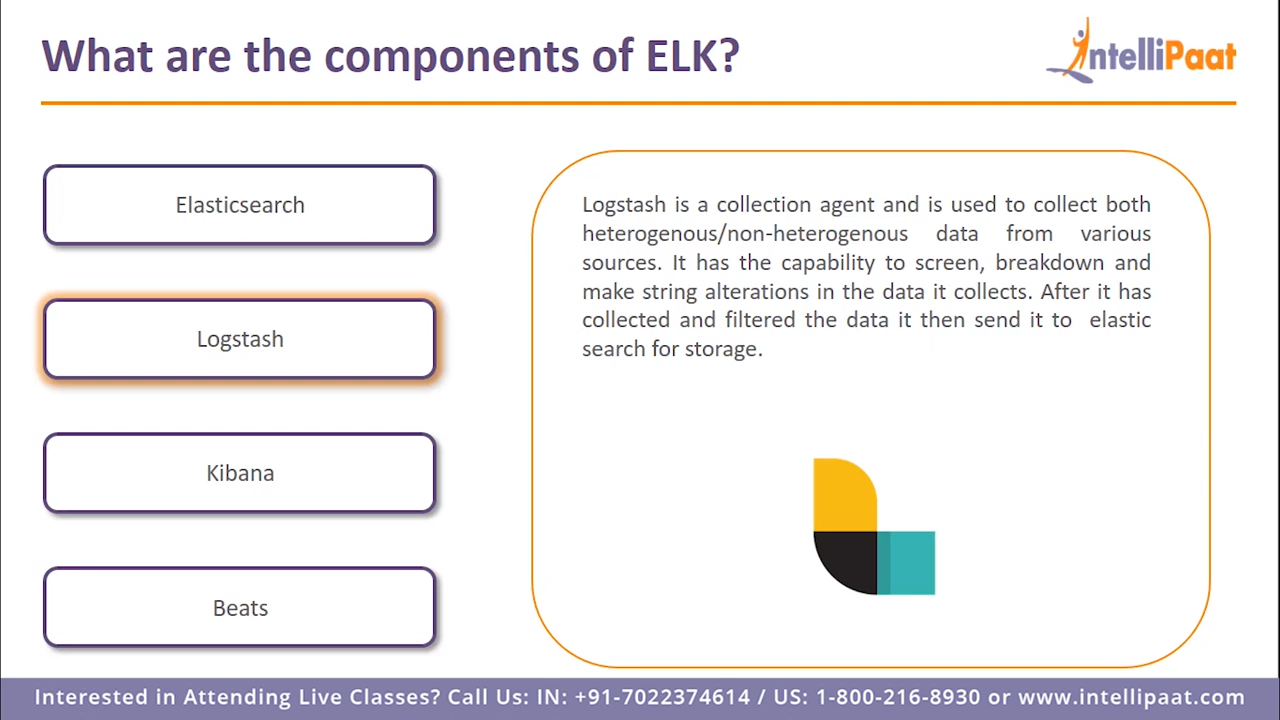 What are the components of ELK?
IntelliPaat
Elasticsearch
Logstash
Kibana
Beats
Logstash is a collection agent and is used to collect both
heterogenous/non-heterogenous data from various
sources. It has the capability to screen, breakdown and
make string alterations in the data it collects. After it has
collected and filtered the data it then send it to elastic
search for storage.
Interested in Attending Live Classes? Call Us: IN: +91-7022374614 / US: 1-800-216-8930 or www.intellipaat.com